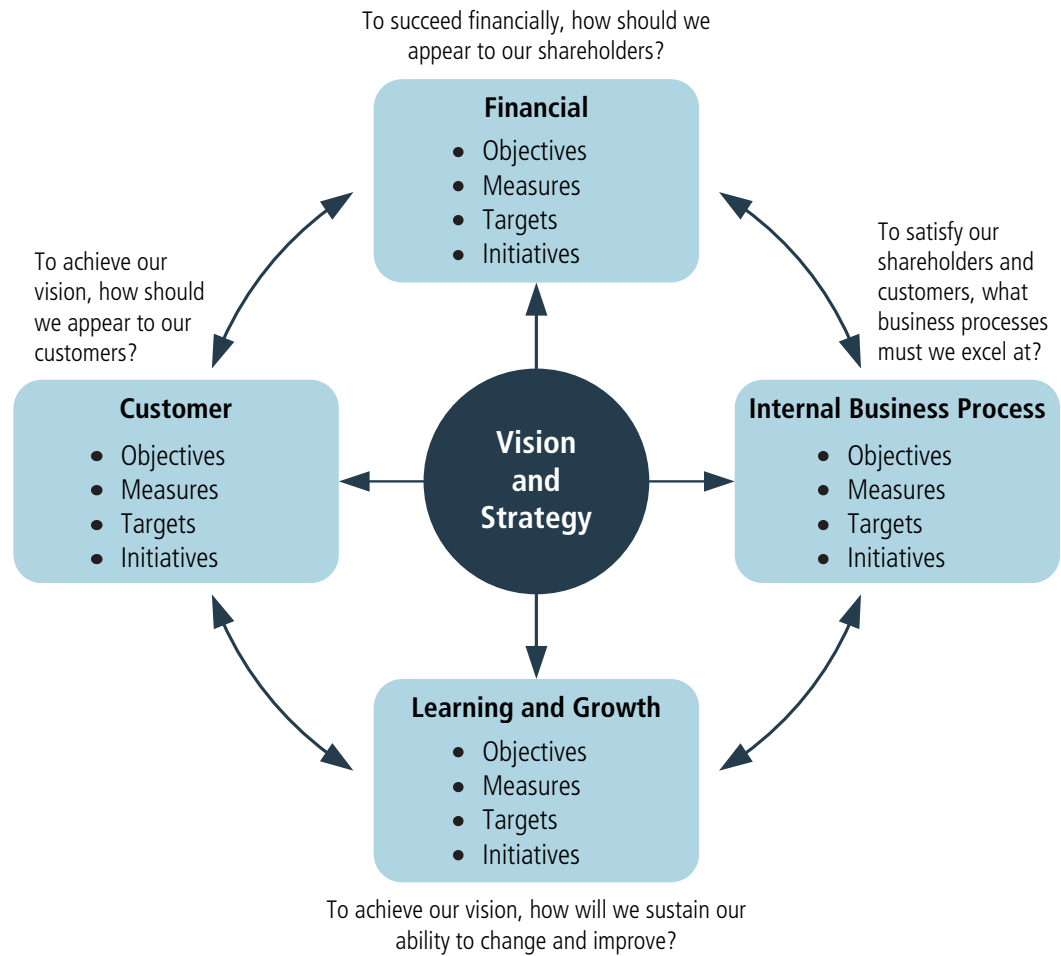 To succeed financially, how should we
appear to our shareholders?
Financial
• Objectives
• Measures
• Targets
• Initiatives
To achieve our
vision, how should
we appear to our
customers?
To satisfy our
shareholders and
customers, what
business processes
must we excel at?
Customer
• Objectives
• Measures
• Targets
• Initiatives
Vision
and
Strategy
Internal Business Process
• Objectives
• Measures
• Targets
• Initiatives
Learning and Growth
• Objectives
• Measures
• Targets
• Initiatives
To achieve our vision, how will we sustain our
ability to change and improve?